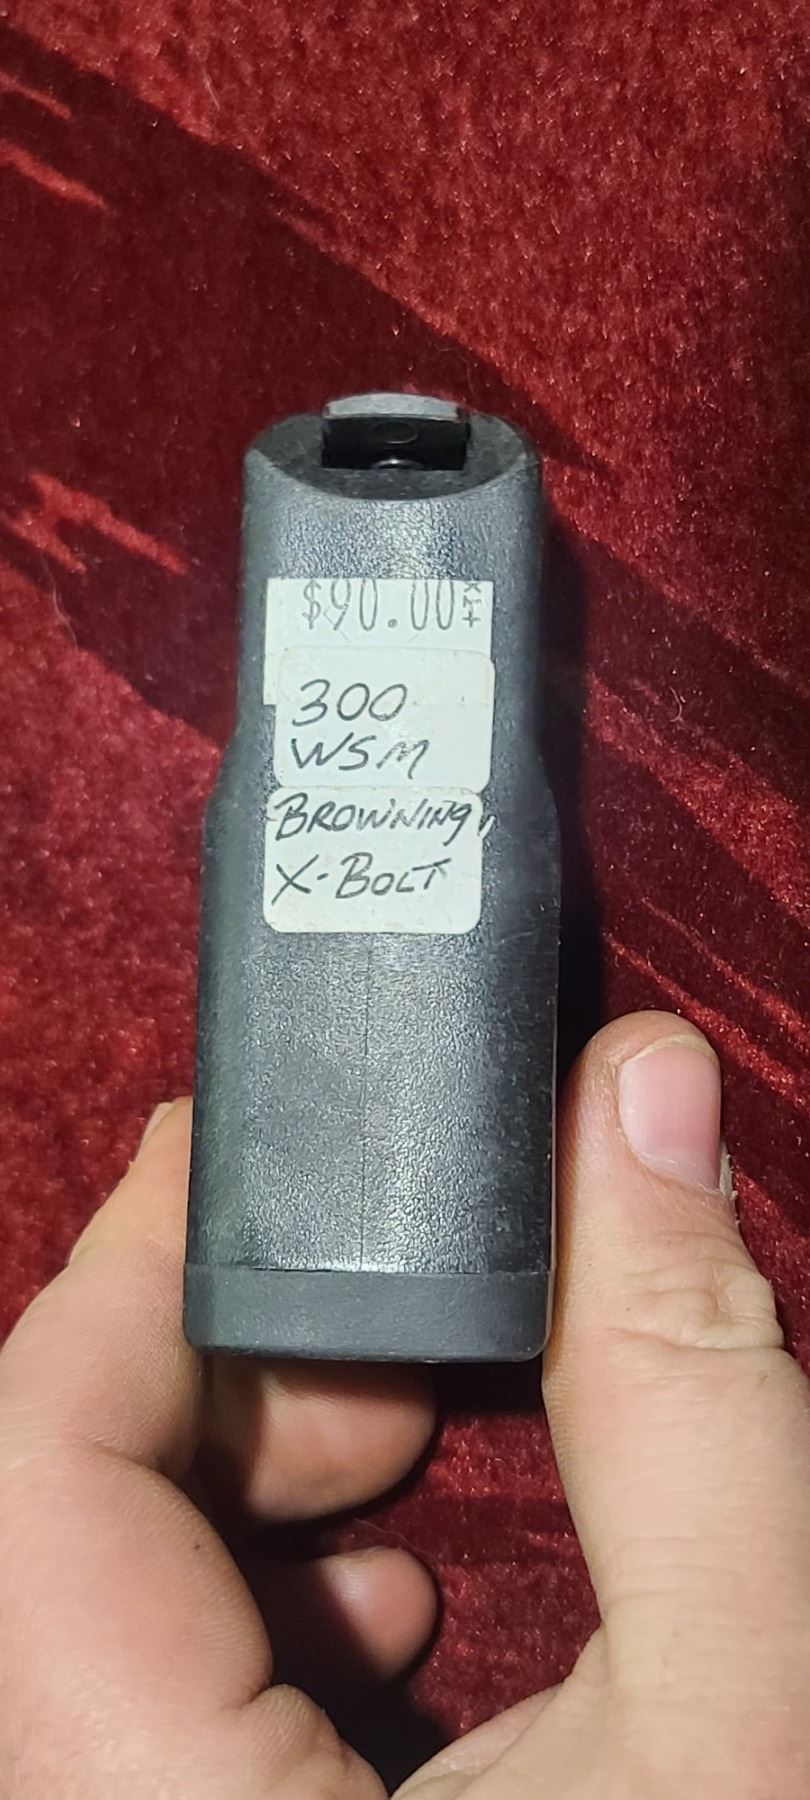 $90.00
300
WSM
BROWNING
X-BOLT